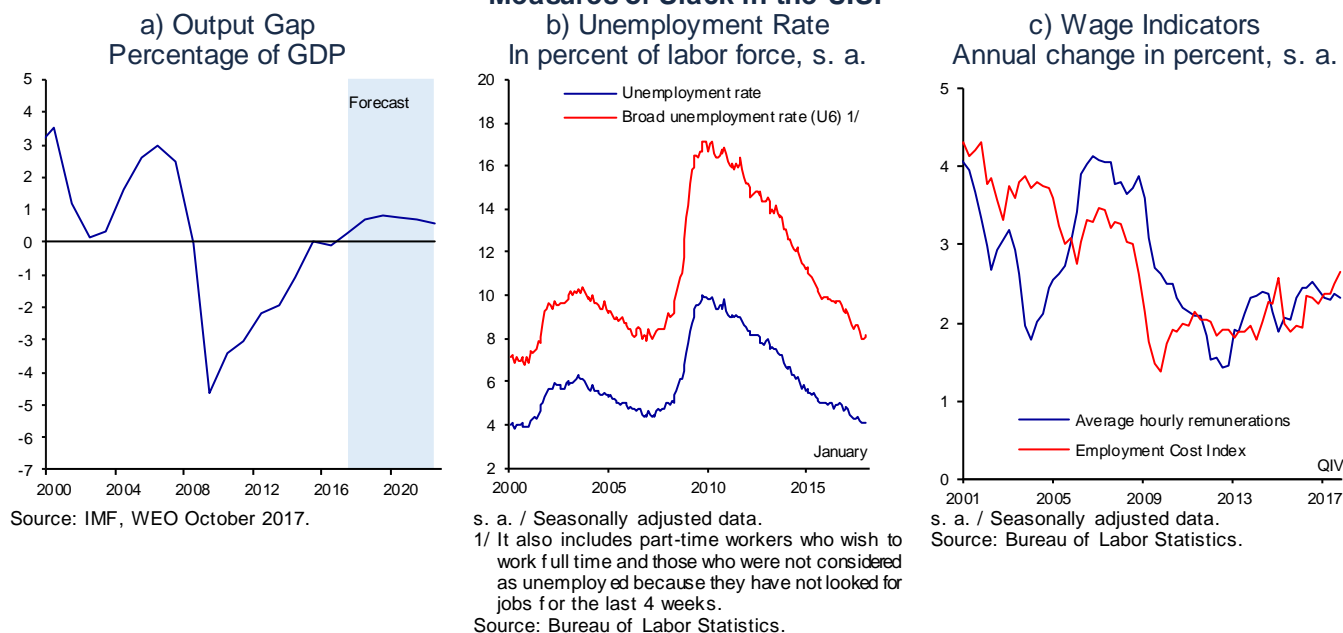 Measures of Slack in the U.S.
a) Output Gap
Percentage of GDP
5
4
3
2
1
0
-1
-2
-3
-4
-5
-6
-7
Forecast
2000 2004 2008 2012 2016 2020
Source: IMF, WEO October 2017.
b) Unemployment Rate
In percent of labor force, s. a.
20
18
16
14
12
10
8
6
4
2
Unemployment rate
Broad unemployment rate (U6) 1/
January
2000 2005 2010 2015
s. a. / Seasonally adjusted data.
1/ It also includes part-time workers who wish to
work full time and those who were not considered
as unemployed because they have not looked for
jobs for the last 4 weeks.
Source: Bureau of Labor Statistics.
c) Wage Indicators
Annual change in percent, s. a.
5
4
3
2
1
0
Average hourly remunerations
Employment Cost Index
QIV
2001 2005 2009 2013 2017
s. a. / Seasonally adjusted data.
Source: Bureau of Labor Statistics.